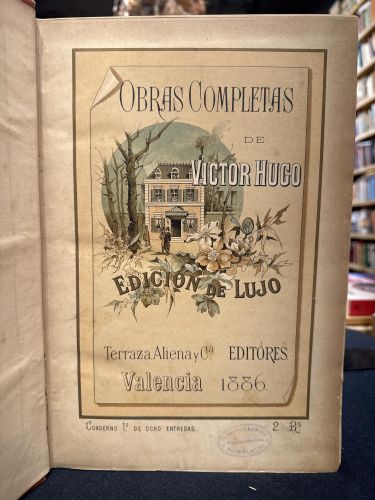 OBRAS COMPLETAS
DE
VICTOR HUGO
EDICIÓN DE LUJO
Terraza, Aliena y Cª EDITORES
Valencia 1886.
CUADERNO 1º DE OCHO ENTREGAS. 2 Rs